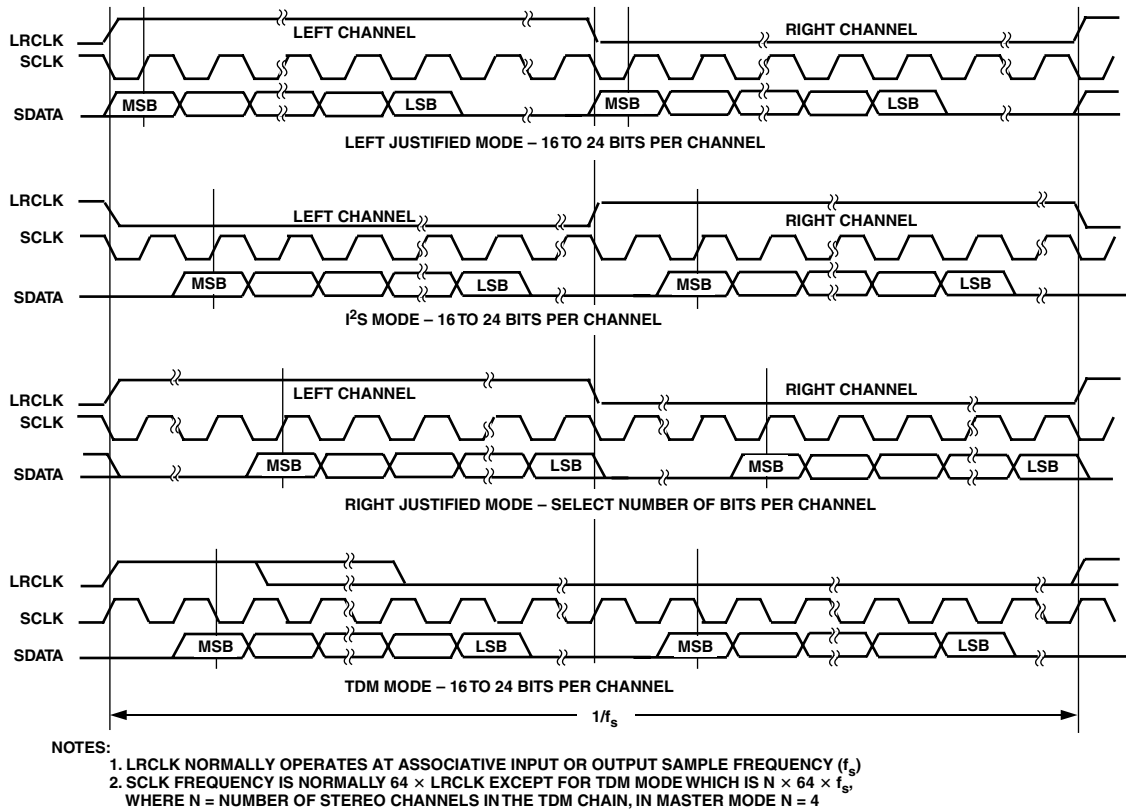 LEFT CHANNEL RIGHT CHANNEL
LRCLK
SCLK
MSB LSB MSB LSB
SDATA
LEFT JUSTIFIED MODE – 16 TO 24 BITS PER CHANNEL
LRCLK
LEFT CHANNEL RIGHT CHANNEL
SCLK
MSB LSB MSB LSB
SDATA
I²S MODE – 16 TO 24 BITS PER CHANNEL
LEFT CHANNEL RIGHT CHANNEL
LRCLK
SCLK
MSB LSB MSB LSB
SDATA
RIGHT JUSTIFIED MODE – SELECT NUMBER OF BITS PER CHANNEL
LRCLK
SCLK
MSB LSB MSB LSB
SDATA
TDM MODE – 16 TO 24 BITS PER CHANNEL
1/fs
NOTES:
1. LRCLK NORMALLY OPERATES AT ASSOCIATIVE INPUT OR OUTPUT SAMPLE FREQUENCY (fs)
2. SCLK FREQUENCY IS NORMALLY 64 × LRCLK EXCEPT FOR TDM MODE WHICH IS N × 64 × fs,
WHERE N = NUMBER OF STEREO CHANNELS IN THE TDM CHAIN, IN MASTER MODE N = 4